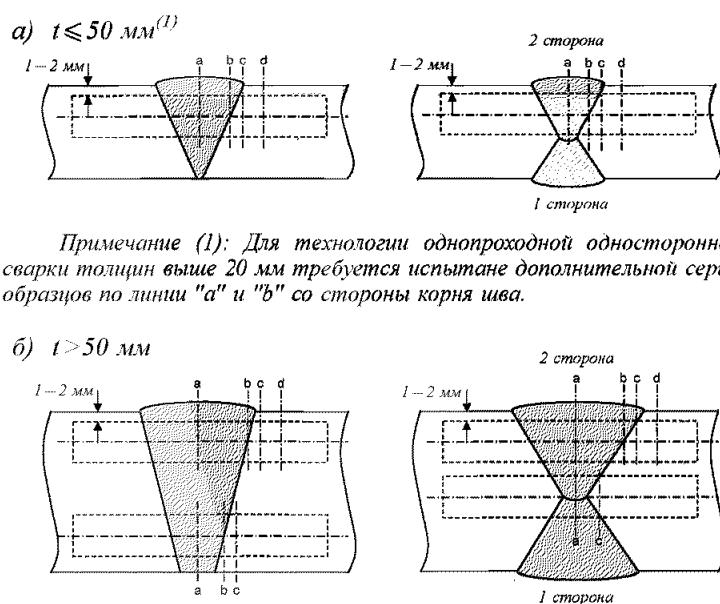 а) t⩽50 мм(1)
1–2 мм
a b c d
2 сторона
1–2 мм
a b c d
1 сторона
Примечание (1): Для технологии однопроходной односторонн
сварки толщин выше 20 мм требуется испытане дополнительной сер
образцов по линии "a" и "b" со стороны корня шва.
б) t>50 мм
1–2 мм
a b c d
a b c
2 сторона
1–2 мм
a b c d
a c
1 сторона